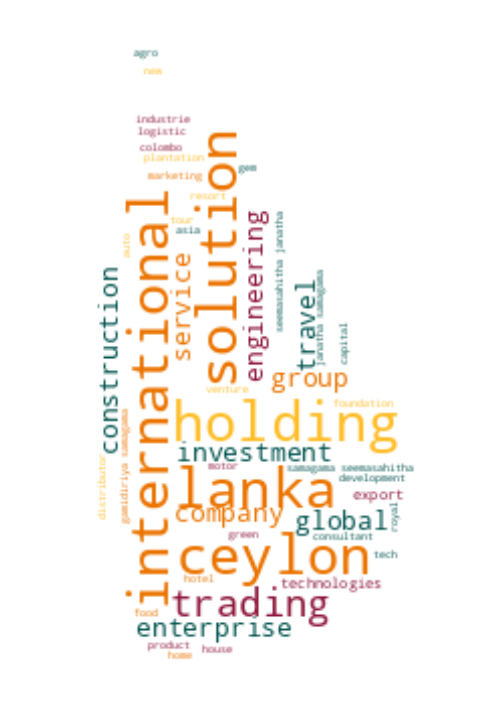 agro
new
industrie
logistic
colombo
plantation
solution
gem
marketing
resort
international
tour
asia
engineering
seemasahitha janatha
auto
service
construction
travel
janatha samagama
capital
group
venture
holding
foundation
gamidiriya samagama
investment
distributor
motor
samagama seemasahitha
lanka
development
export
company
global
royal
green
consultant
ceylon
tech
hotel
technologies
trading
food
enterprise
product
house
home